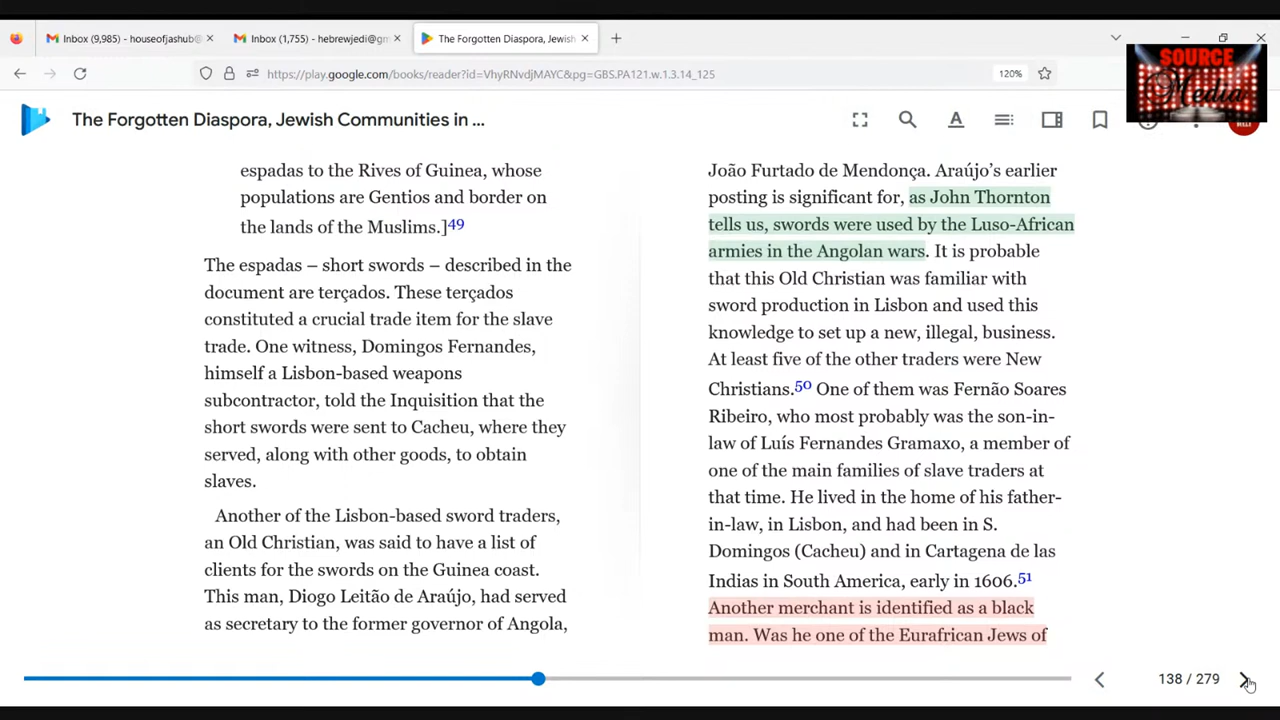 Inbox (9,985) - houseofjashub@
Inbox (1,755) - hebrewjedi@gm
The Forgotten Diaspora, Jewish
https://play.google.com/books/reader?id=VhyRNvdjMAYC&pg=GBS.PA121.w.1.3.14_125
120%
SOURCE
Media
The Forgotten Diaspora, Jewish Communities in ...
espadas to the Rives of Guinea, whose
populations are Gentios and border on
the lands of the Muslims.]49
The espadas – short swords – described in the
document are terçados. These terçados
constituted a crucial trade item for the slave
trade. One witness, Domingos Fernandes,
himself a Lisbon-based weapons
subcontractor, told the Inquisition that the
short swords were sent to Cacheu, where they
served, along with other goods, to obtain
slaves.
Another of the Lisbon-based sword traders,
an Old Christian, was said to have a list of
clients for the swords on the Guinea coast.
This man, Diogo Leitão de Araújo, had served
as secretary to the former governor of Angola,
João Furtado de Mendonça. Araújo's earlier
posting is significant for, as John Thornton
tells us, swords were used by the Luso-African
armies in the Angolan wars. It is probable
that this Old Christian was familiar with
sword production in Lisbon and used this
knowledge to set up a new, illegal, business.
At least five of the other traders were New
Christians.50 One of them was Fernão Soares
Ribeiro, who most probably was the son-in-
law of Luís Fernandes Gramaxo, a member of
one of the main families of slave traders at
that time. He lived in the home of his father-
in-law, in Lisbon, and had been in S.
Domingos (Cacheu) and in Cartagena de las
Indias in South America, early in 1606.51
Another merchant is identified as a black
man. Was he one of the Eurafrican Jews of
138 / 279